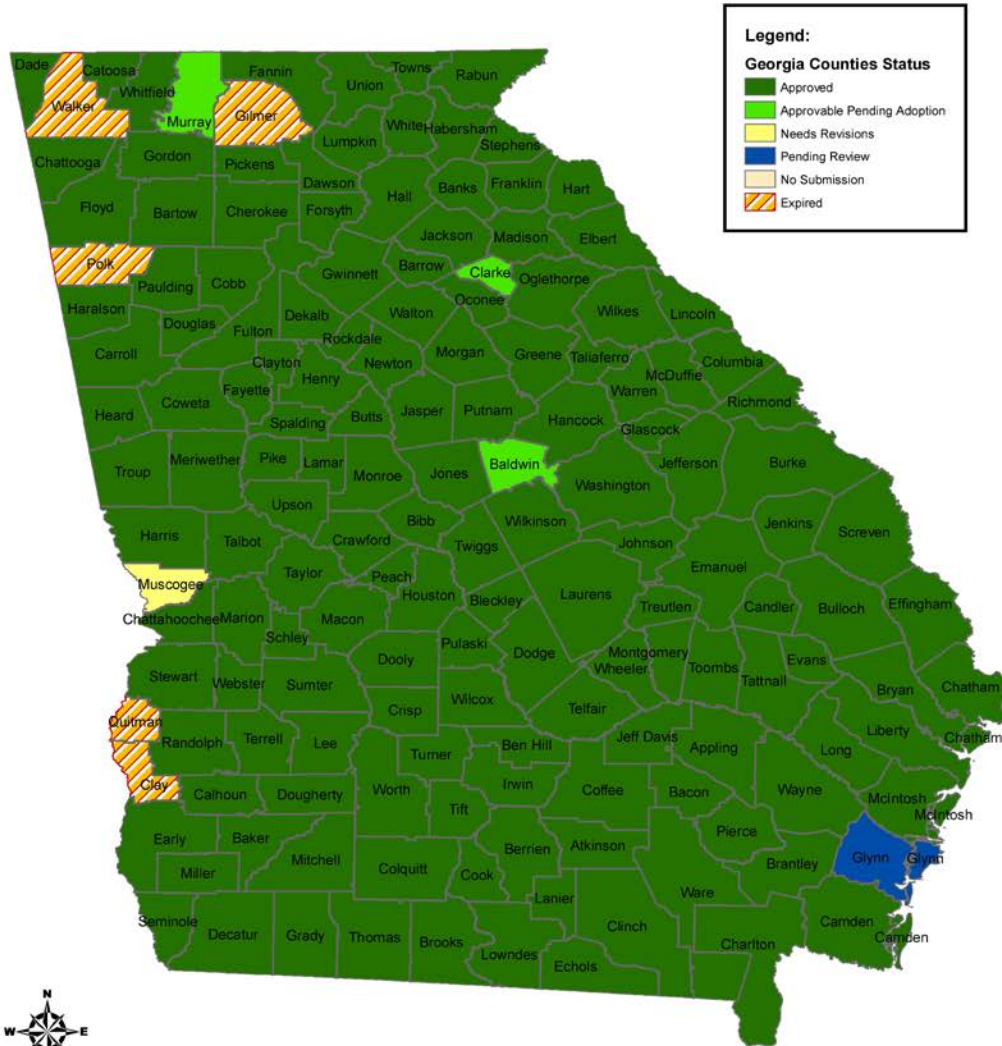 Legend:
Georgia Counties Status
Approved
Approvable Pending Adoption
Needs Revisions
Pending Review
No Submission
Expired
Dade
Catoosa
Whitfield
Walker
Murray
Fannin
Gilmer
Union
Towns
Rabun
White
Habersham
Stephens
Lumpkin
Chattooga
Gordon
Pickens
Dawson
Floyd
Bartow
Cherokee
Forsyth
Hall
Banks
Franklin
Hart
Jackson
Madison
Elbert
Polk
Paulding
Cobb
Gwinnett
Barrow
Clarke
Oglethorpe
Oconee
Haralson
Douglas
Fulton
Dekalb
Walton
Wilkes
Lincoln
Carroll
Clayton
Rockdale
Newton
Morgan
Greene
Taliaferro
McDuffie
Columbia
Heard
Coweta
Fayette
Henry
Spalding
Butts
Jasper
Putnam
Hancock
Warren
Richmond
Glascock
Troup
Meriwether
Pike
Lamar
Monroe
Jones
Baldwin
Washington
Jefferson
Burke
Upson
Harris
Talbot
Crawford
Bibb
Twiggs
Wilkinson
Johnson
Jenkins
Screven
Muscogee
Taylor
Peach
Houston
Bleckley
Laurens
Emanuel
Treutlen
Candler
Bulloch
Effingham
Chattahoochee
Marion
Schley
Macon
Dooly
Pulaski
Dodge
Montgomery
Wheeler
Toombs
Tattnall
Evans
Bryan
Chatham
Chatham
Stewart
Webster
Sumter
Crisp
Wilcox
Telfair
Quitman
Randolph
Terrell
Lee
Turner
Ben Hill
Jeff Davis
Appling
Long
Liberty
Clay
Calhoun
Dougherty
Worth
Tift
Irwin
Coffee
Bacon
Wayne
McIntosh
McIntosh
Early
Baker
Mitchell
Miller
Colquitt
Cook
Berrien
Atkinson
Pierce
Brantley
Glynn
Glynn
Seminole
Decatur
Grady
Thomas
Brooks
Lanier
Lowndes
Echols
Clinch
Ware
Charlton
Camden
Camden
N
W
E